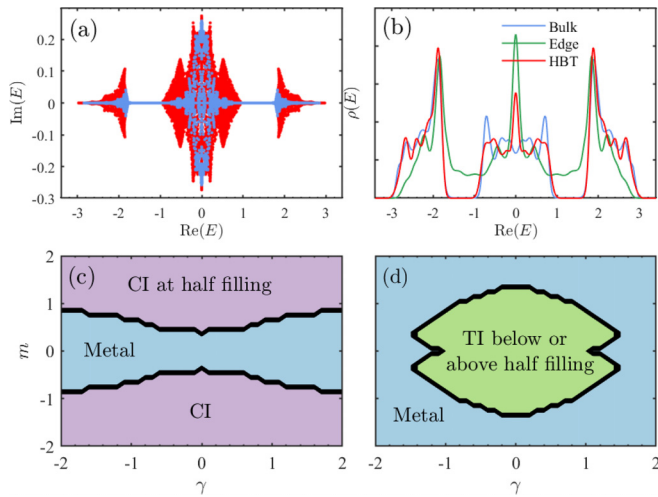 (a)
Im(E)
0.2
0.1
0
-0.1
-0.2
-0.3
-3 -2 -1 0 1 2 3
Re(E)
(b)
Bulk
Edge
HBT
ρ(E)
-3 -2 -1 0 1 2 3
Re(E)
(c)
CI at half filling
Metal
CI
m
2
1
0
-1
-2
-2 -1 0 1 2
γ
(d)
TI below or
above half filling
Metal
-2 -1 0 1 2
γ